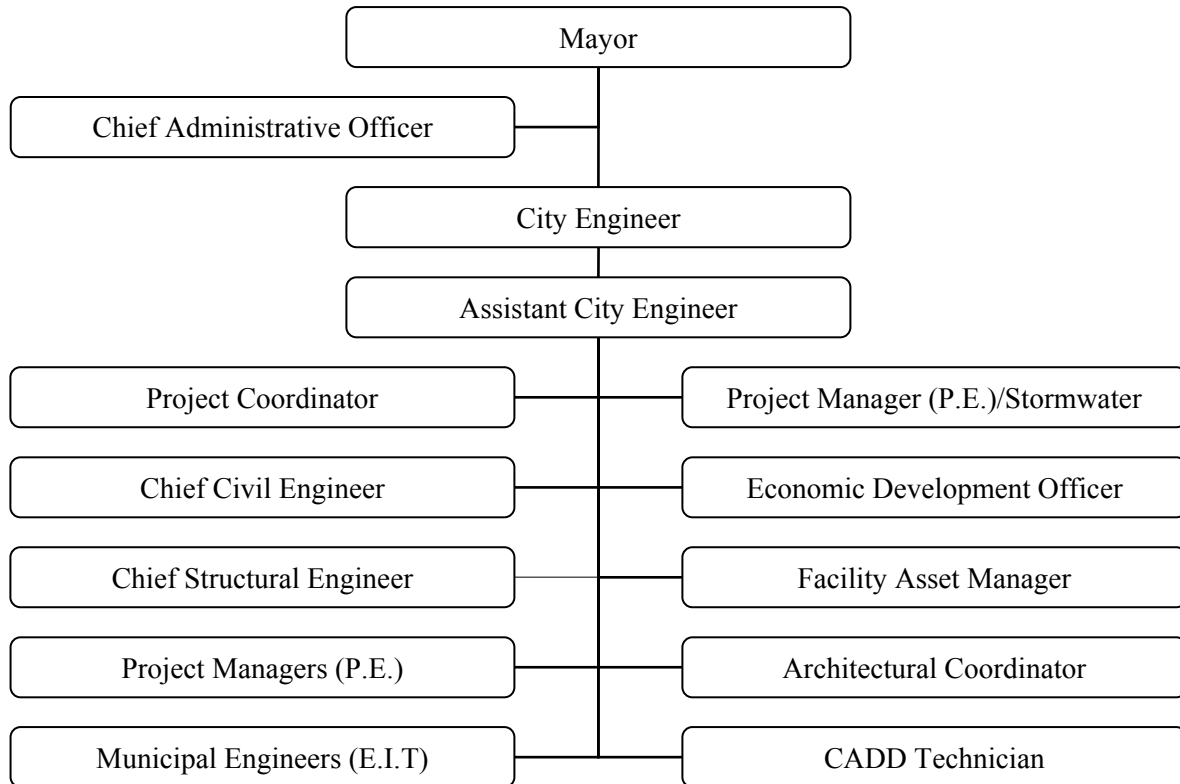 Mayor
Chief Administrative Officer
City Engineer
Assistant City Engineer
Project Coordinator
Project Manager (P.E.)/Stormwater
Chief Civil Engineer
Economic Development Officer
Chief Structural Engineer
Facility Asset Manager
Project Managers (P.E.)
Architectural Coordinator
Municipal Engineers (E.I.T)
CADD Technician